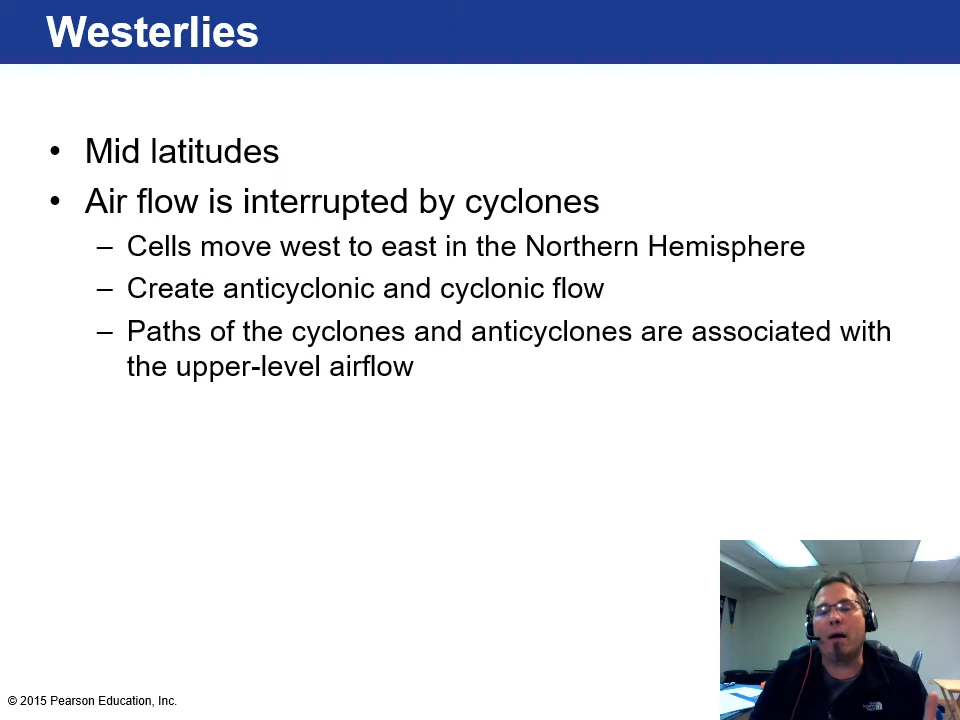 Westerlies
• Mid latitudes
• Air flow is interrupted by cyclones
– Cells move west to east in the Northern Hemisphere
– Create anticyclonic and cyclonic flow
– Paths of the cyclones and anticyclones are associated with
the upper-level airflow
© 2015 Pearson Education, Inc.